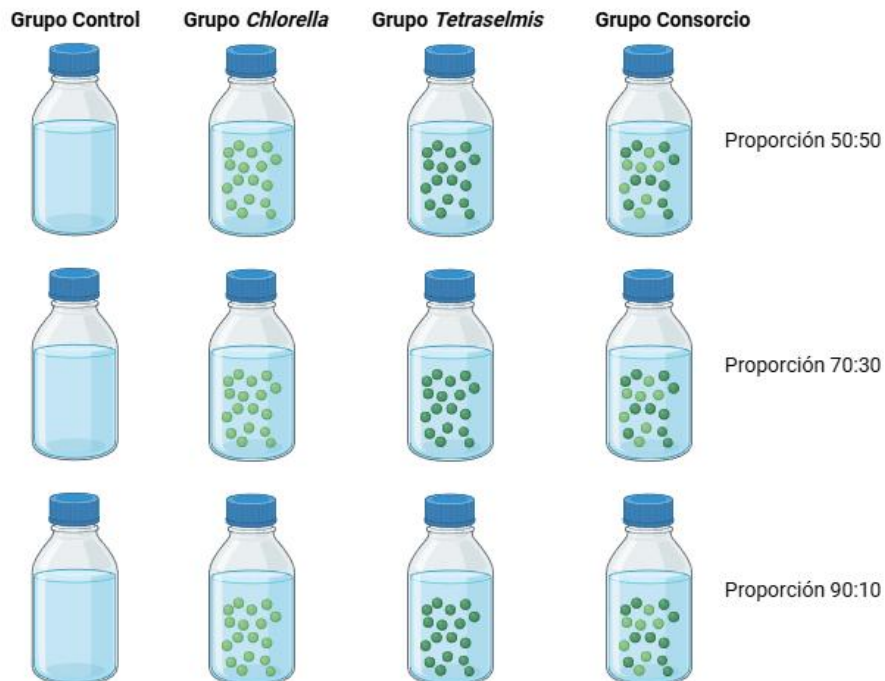 Grupo Control
Grupo Chlorella
Grupo Tetraselmis
Grupo Consorcio
Proporción 50:50
Proporción 70:30
Proporción 90:10